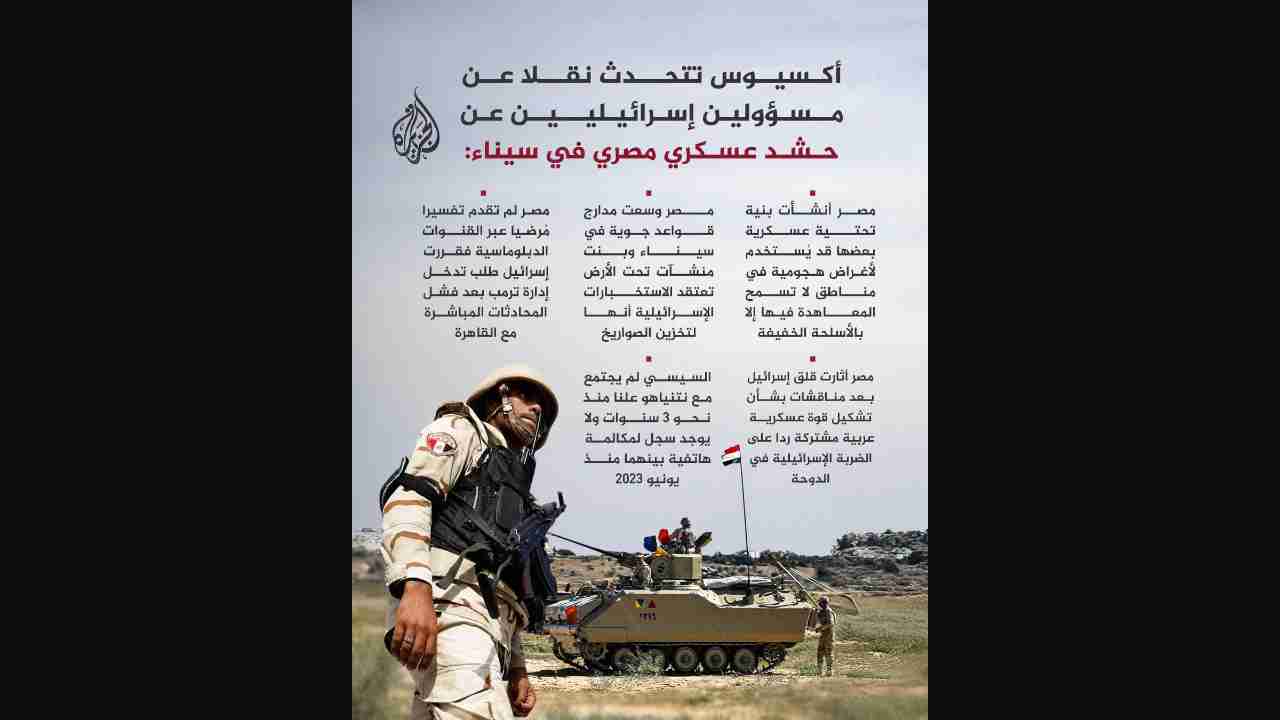 أكسيوس تتحدث نقلا عن
مسؤولين إسرائيليين عن
حشد عسكري مصري في سيناء:
مصر أنشأت بنية
تحتية عسكرية
بعضها قد يُستخدم
لأغراض هجومية في
مناطق لا تسمح
المعاهدة فيها إلا
بالأسلحة الخفيفة
مصر وسعت مدارج
قواعد جوية في
سيناء وبنت
منشآت تحت الأرض
تعتقد الاستخبارات
الإسرائيلية أنها
لتخزين الصواريخ
مصر لم تقدم تفسيرا
مُرضيا عبر القنوات
الدبلوماسية فقررت
إسرائيل طلب تدخل
إدارة ترمب بعد فشل
المحادثات المباشرة
مع القاهرة
مصر أثارت قلق إسرائيل
بعد مناقشات بشأن
تشكيل قوة عسكرية
عربية مشتركة ردا على
الضربة الإسرائيلية في
الدوحة
السيسي لم يجتمع
مع نتنياهو علنا منذ
نحو 3 سنوات ولا
يوجد سجل لمكالمة
هاتفية بينهما منذ
يونيو 2023
الجزيرة